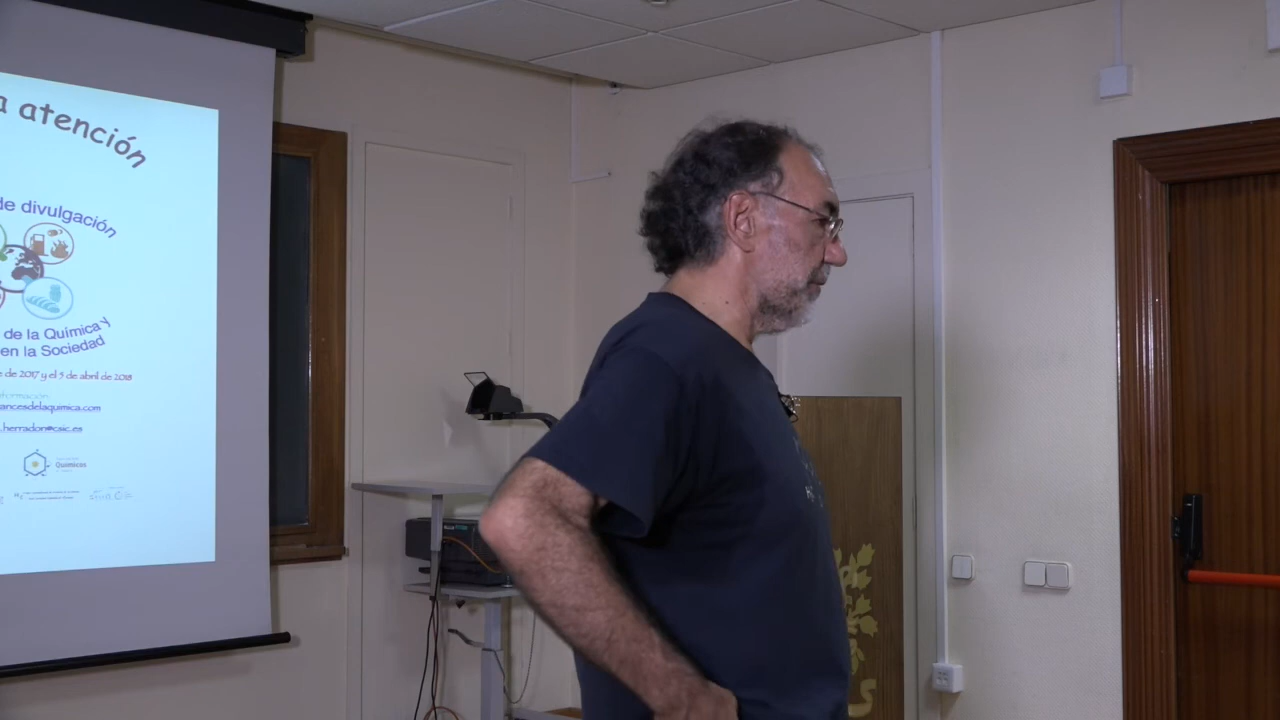 a atención
de divulgación
de la Química y
en la Sociedad
e de 2017 y el 5 de abril de 2018
ancesdelaquimica.com
.herradon@csic.es
Químicos